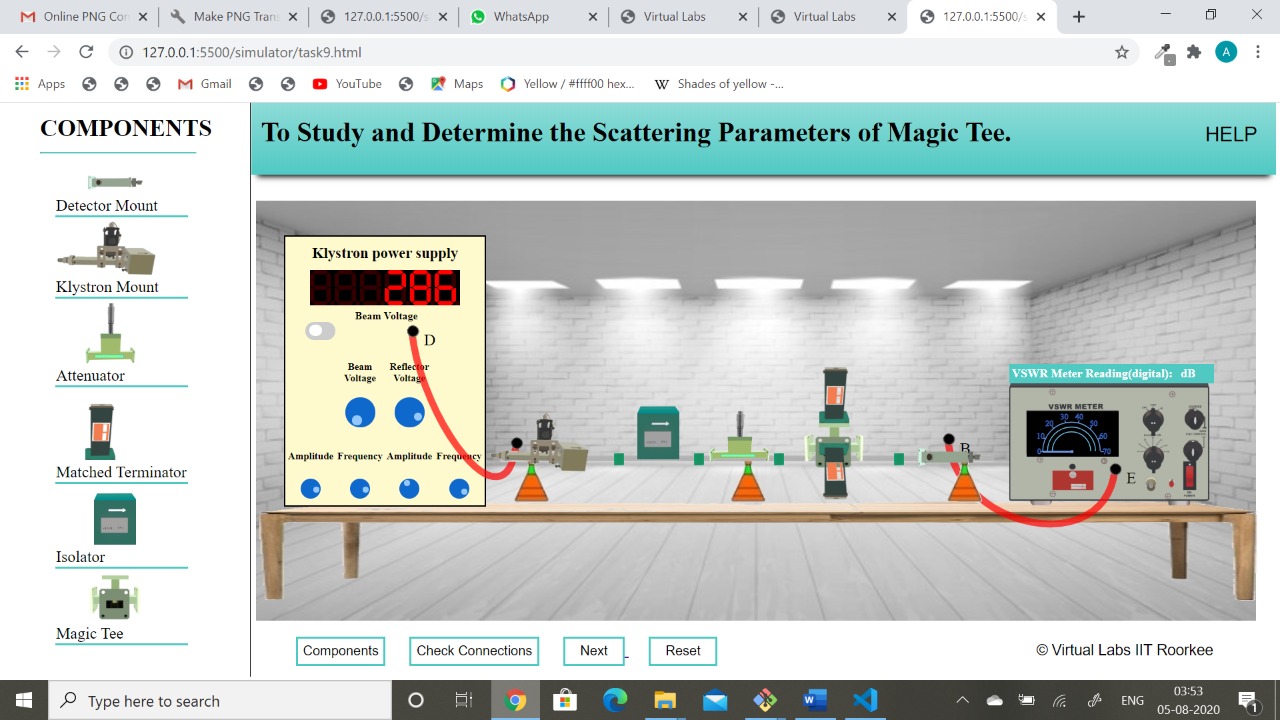 Online PNG Con
Make PNG Tran
127.0.0.1:5500/s
WhatsApp
Virtual Labs
Virtual Labs
127.0.0.1:5500/s
127.0.0.1:5500/simulator/task9.html
A
Apps
Gmail
YouTube
Maps
Yellow / #ffff00 hex...
W Shades of yellow -...
COMPONENTS
To Study and Determine the Scattering Parameters of Magic Tee.
HELP
Detector Mount
Klystron Mount
Attenuator
Matched Terminator
Isolator
Magic Tee
Klystron power supply
286
Beam Voltage
D
Beam Voltage
Reflector Voltage
Amplitude Frequency Amplitude Frequency
B
VSWR Meter Reading(digital): dB
VSWR METER
0 10 20 30 40 50 60 70
E
Components
Check Connections
Next
Reset
© Virtual Labs IIT Roorkee
Type here to search
ENG
03:53
05-08-2020
1